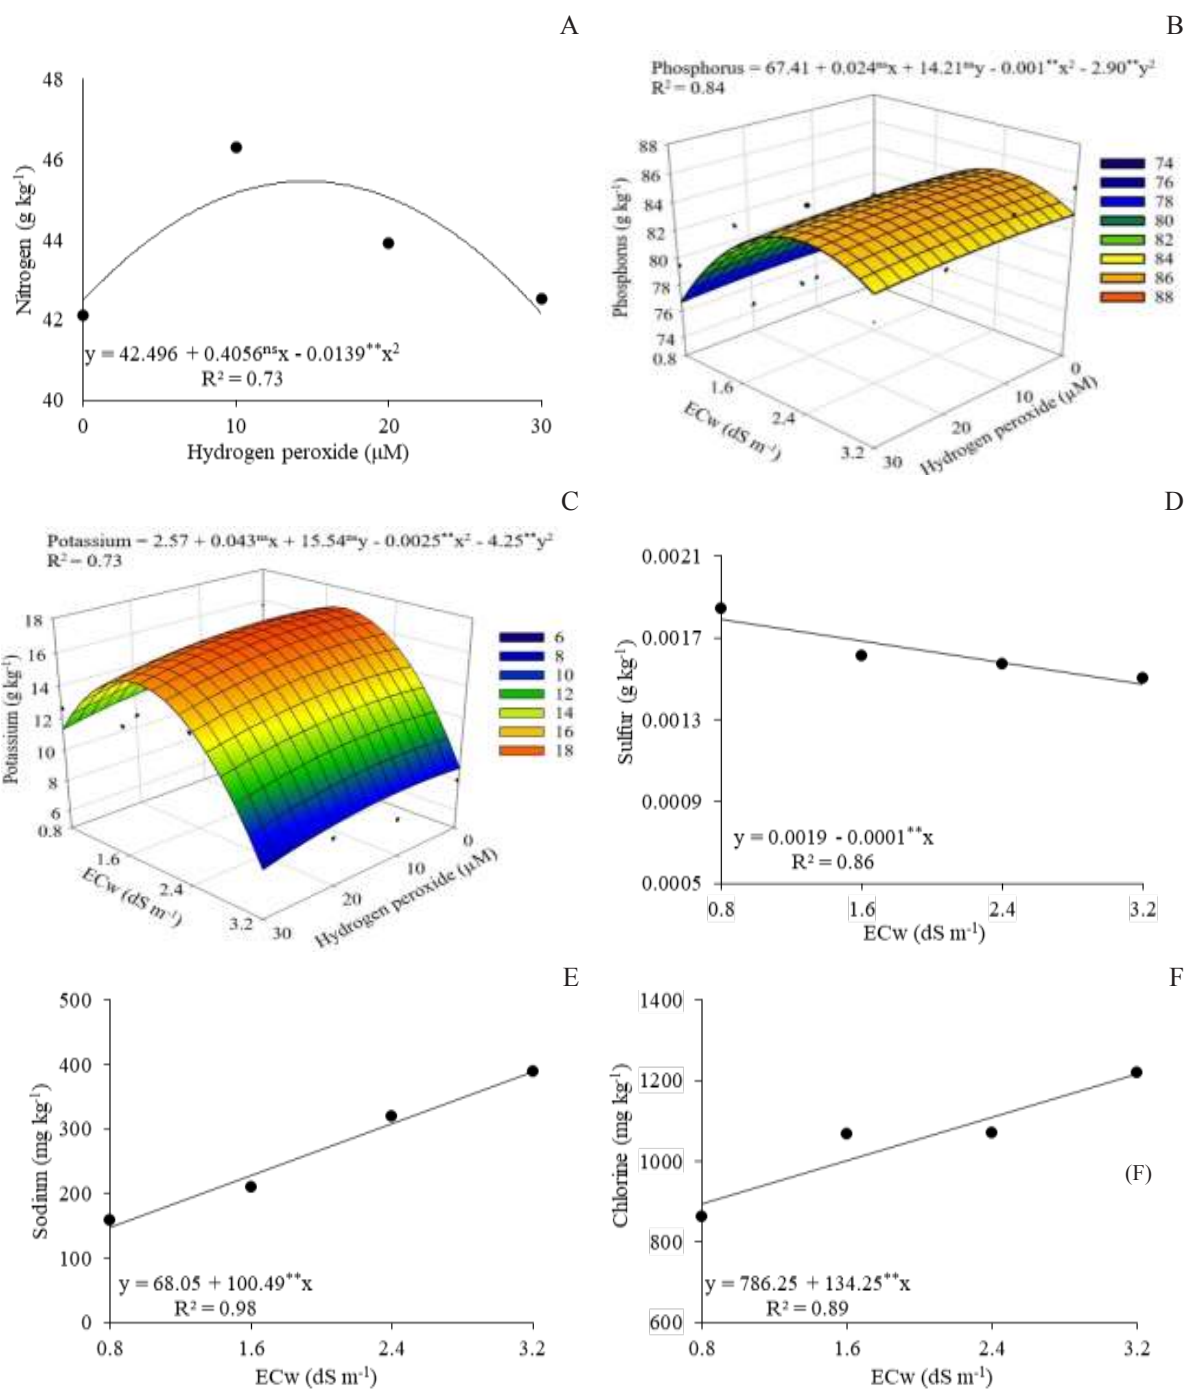 A
48
46
44
42
40
Nitrogen (g kg⁻¹)
y = 42.496 + 0.4056ⁿˢx - 0.0139**x²
R² = 0.73
0 10 20 30
Hydrogen peroxide (μM)
B
Phosphorus = 67.41 + 0.024ⁿˢx + 14.21ⁿˢy - 0.001**x² - 2.90**y²
R² = 0.84
88
86
84
82
80
78
76
74
Phosphorus (g kg⁻¹)
0.8 1.6 2.4 3.2
ECw (dS m⁻¹)
30 20 10 0
Hydrogen peroxide (μM)
74
76
78
80
82
84
86
88
C
Potassium = 2.57 + 0.043ⁿˢx + 15.54ⁿˢy - 0.0025**x² - 4.25**y²
R² = 0.73
18
16
14
12
10
8
6
Potassium (g kg⁻¹)
0.8 1.6 2.4 3.2
ECw (dS m⁻¹)
30 20 10 0
Hydrogen peroxide (μM)
6
8
10
12
14
16
18
D
0.0021
0.0017
0.0013
0.0009
0.0005
Sulfur (g kg⁻¹)
y = 0.0019 - 0.0001**x
R² = 0.86
0.8 1.6 2.4 3.2
ECw (dS m⁻¹)
E
500
400
300
200
100
0
Sodium (mg kg⁻¹)
y = 68.05 + 100.49**x
R² = 0.98
0.8 1.6 2.4 3.2
ECw (dS m⁻¹)
F
1400
1200
1000
800
600
Chlorine (mg kg⁻¹)
(F)
y = 786.25 + 134.25**x
R² = 0.89
0.8 1.6 2.4 3.2
ECw (dS m⁻¹)